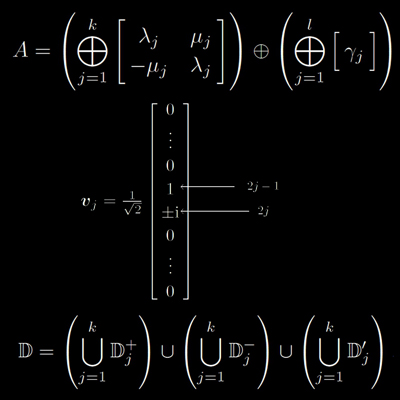 A = (⊕_{j=1}^{k} [λ_j μ_j; −μ_j λ_j]) ⊕ (⊕_{j=1}^{l} [γ_j])
v_j = 1/√2 [0 ⋮ 0 1 ±i 0 ⋮ 0] ← 2j−1 ← 2j
𝔻 = (⋃_{j=1}^{k} 𝔻_j^+) ∪ (⋃_{j=1}^{k} 𝔻_j^−) ∪ (⋃_{j=1}^{k} 𝔻′_j)